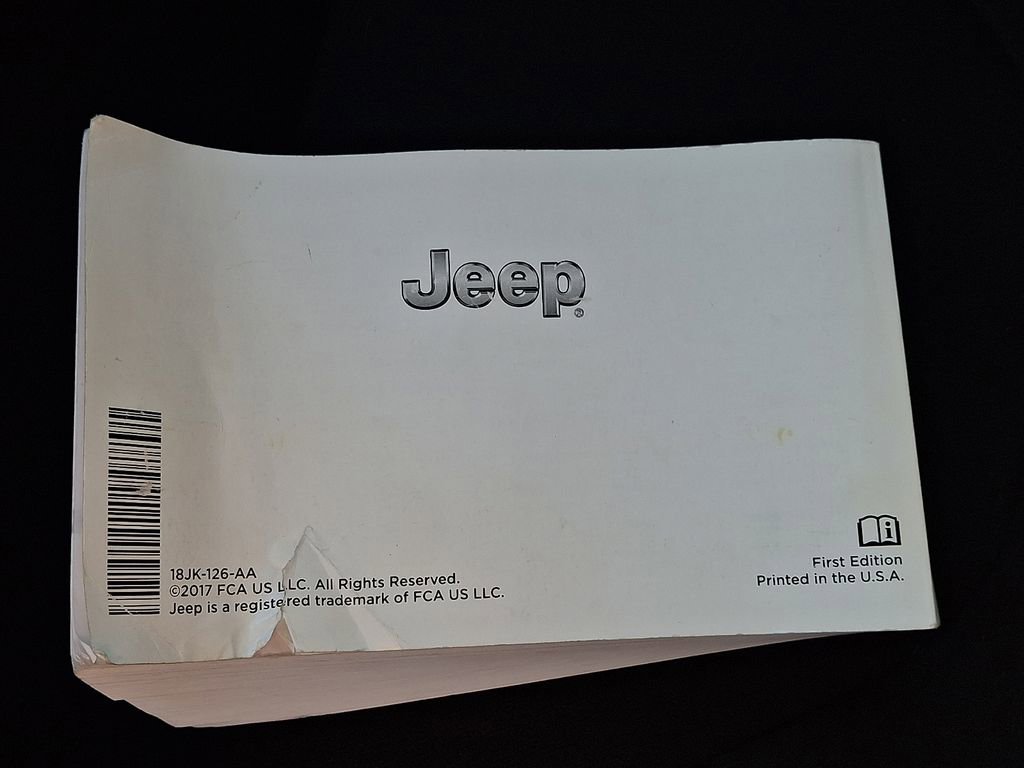 Jeep®
18JK-126-AA
©2017 FCA US LLC. All Rights Reserved.
Jeep is a registered trademark of FCA US LLC.
First Edition
Printed in the U.S.A.